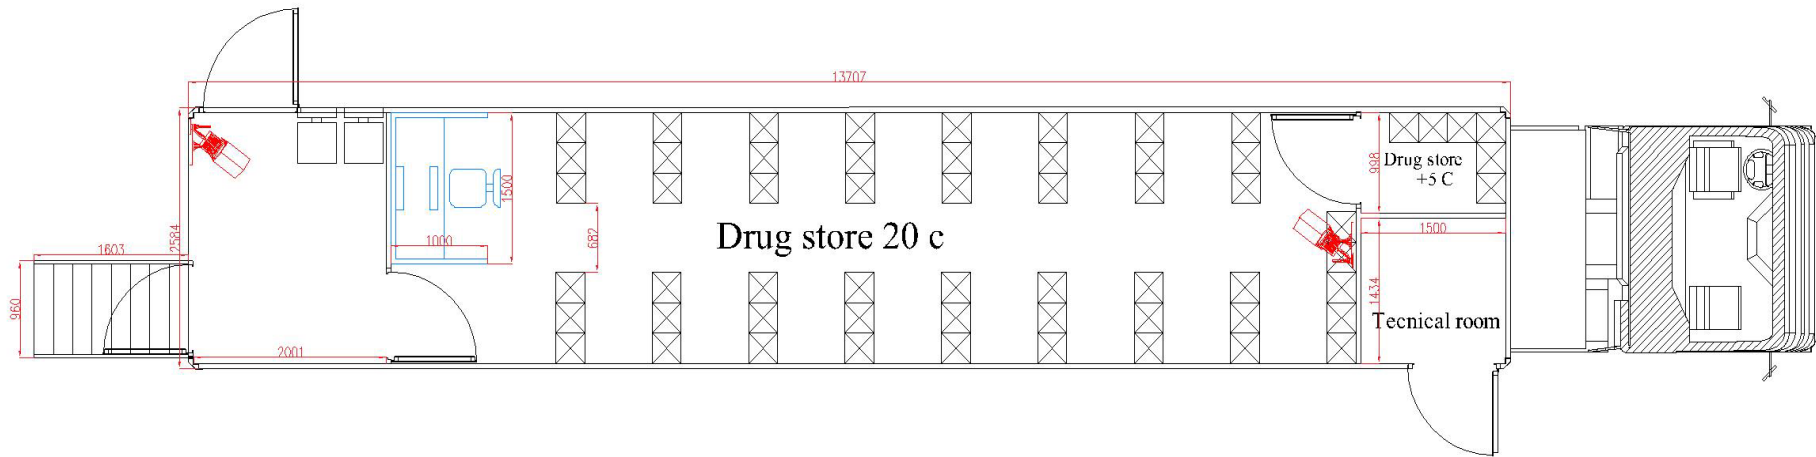 13707
998
Drug store
+5 C
1500
2584
682
Drug store 20 c
1000
1500
1603
960
1434
Tecnical room
2001